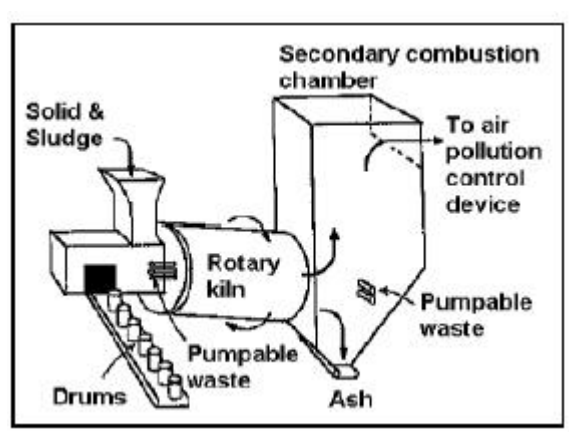 Secondary combustion
chamber
Solid &
Sludge
To air
pollution
control
device
Rotary
kiln
Pumpable
waste
Pumpable
waste
Drums
Ash